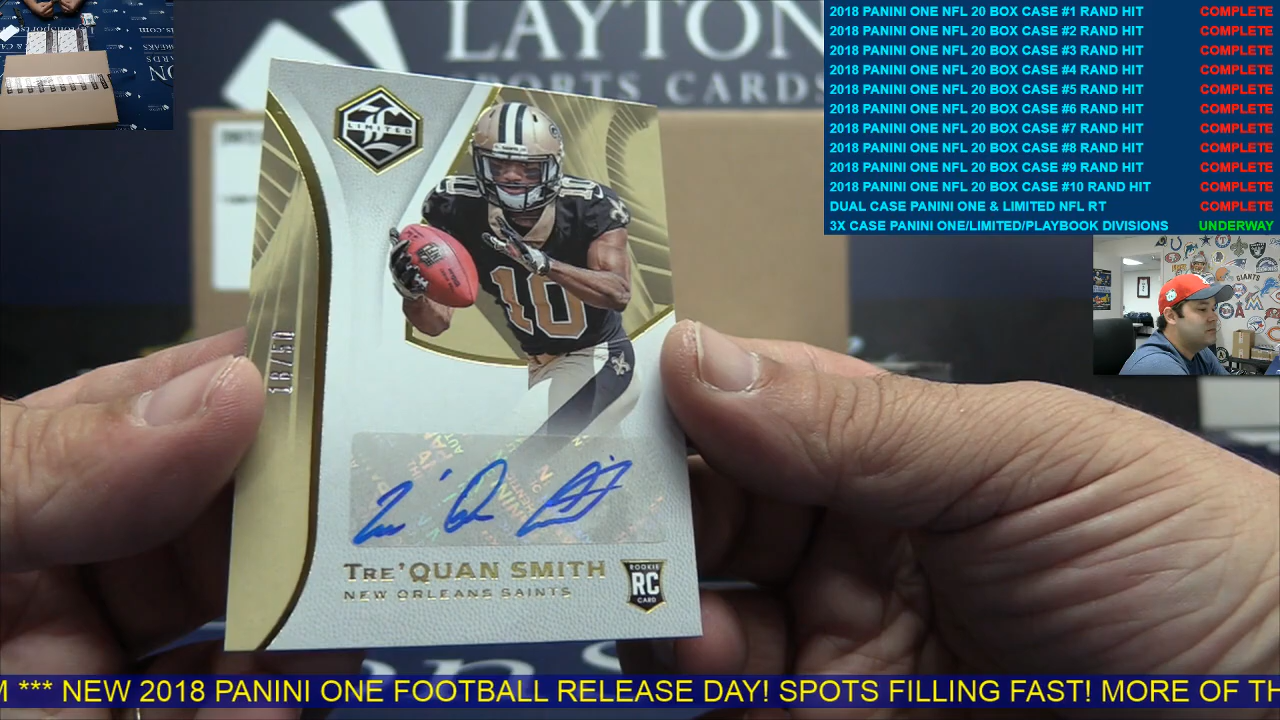 LAYTON
SPORTS CARDS
LIMITED
10
10
10
18/50
Tre' Q
TRE'QUAN SMITH
NEW ORLEANS SAINTS
ROOKIE
RC
CARD
2018 PANINI ONE NFL 20 BOX CASE #1 RAND HIT COMPLETE
2018 PANINI ONE NFL 20 BOX CASE #2 RAND HIT COMPLETE
2018 PANINI ONE NFL 20 BOX CASE #3 RAND HIT COMPLETE
2018 PANINI ONE NFL 20 BOX CASE #4 RAND HIT COMPLETE
2018 PANINI ONE NFL 20 BOX CASE #5 RAND HIT COMPLETE
2018 PANINI ONE NFL 20 BOX CASE #6 RAND HIT COMPLETE
2018 PANINI ONE NFL 20 BOX CASE #7 RAND HIT COMPLETE
2018 PANINI ONE NFL 20 BOX CASE #8 RAND HIT COMPLETE
2018 PANINI ONE NFL 20 BOX CASE #9 RAND HIT COMPLETE
2018 PANINI ONE NFL 20 BOX CASE #10 RAND HIT COMPLETE
DUAL CASE PANINI ONE & LIMITED NFL RT COMPLETE
3X CASE PANINI ONE/LIMITED/PLAYBOOK DIVISIONS UNDERWAY
GIANTS
M *** NEW 2018 PANINI ONE FOOTBALL RELEASE DAY! SPOTS FILLING FAST! MORE OF TH